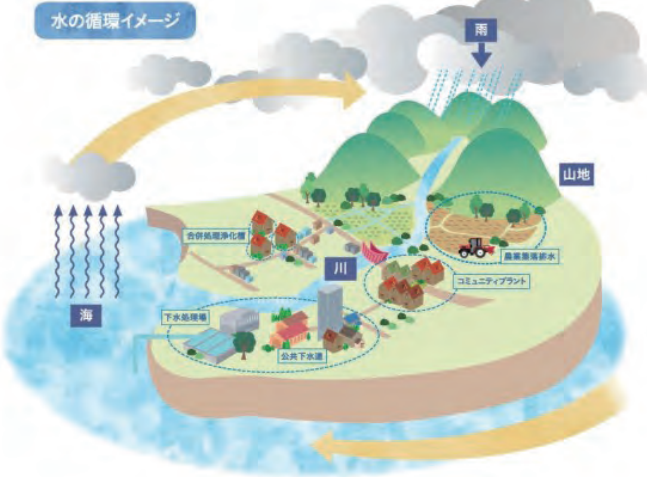 水の循環イメージ
雨
山地
合併処理浄化槽
農業集落排水
川
コミュニティプラント
海
下水処理場
公共下水道